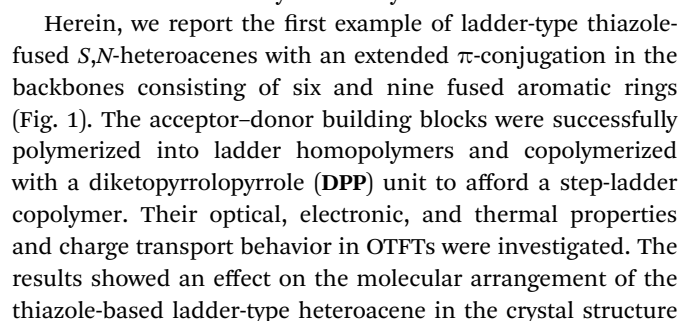 Herein, we report the first example of ladder-type thiazole-
fused S,N-heteroacenes with an extended π-conjugation in the
backbones consisting of six and nine fused aromatic rings
(Fig. 1). The acceptor–donor building blocks were successfully
polymerized into ladder homopolymers and copolymerized
with a diketopyrrolopyrrole (DPP) unit to afford a step-ladder
copolymer. Their optical, electronic, and thermal properties
and charge transport behavior in OTFTs were investigated. The
results showed an effect on the molecular arrangement of the
thiazole-based ladder-type heteroacene in the crystal structure